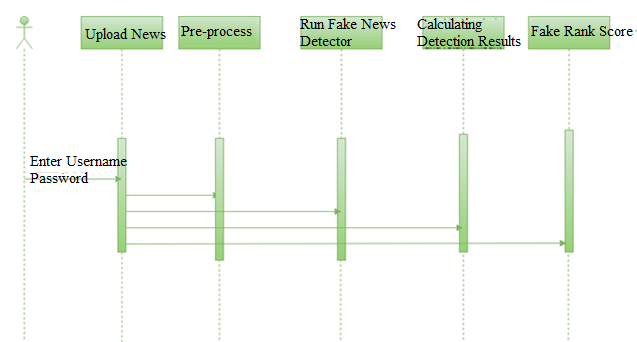 Upload News
Pre-process
Run Fake News
Detector
Calculating
Detection Results
Fake Rank Score
Enter Username
Password